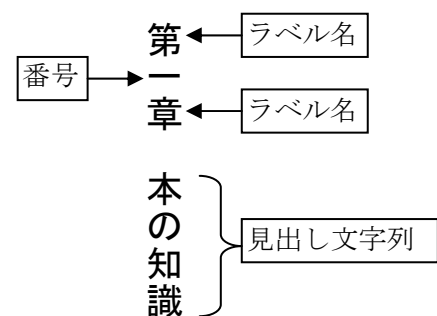 第一章 本の知識
ラベル名
番号
ラベル名
見出し文字列